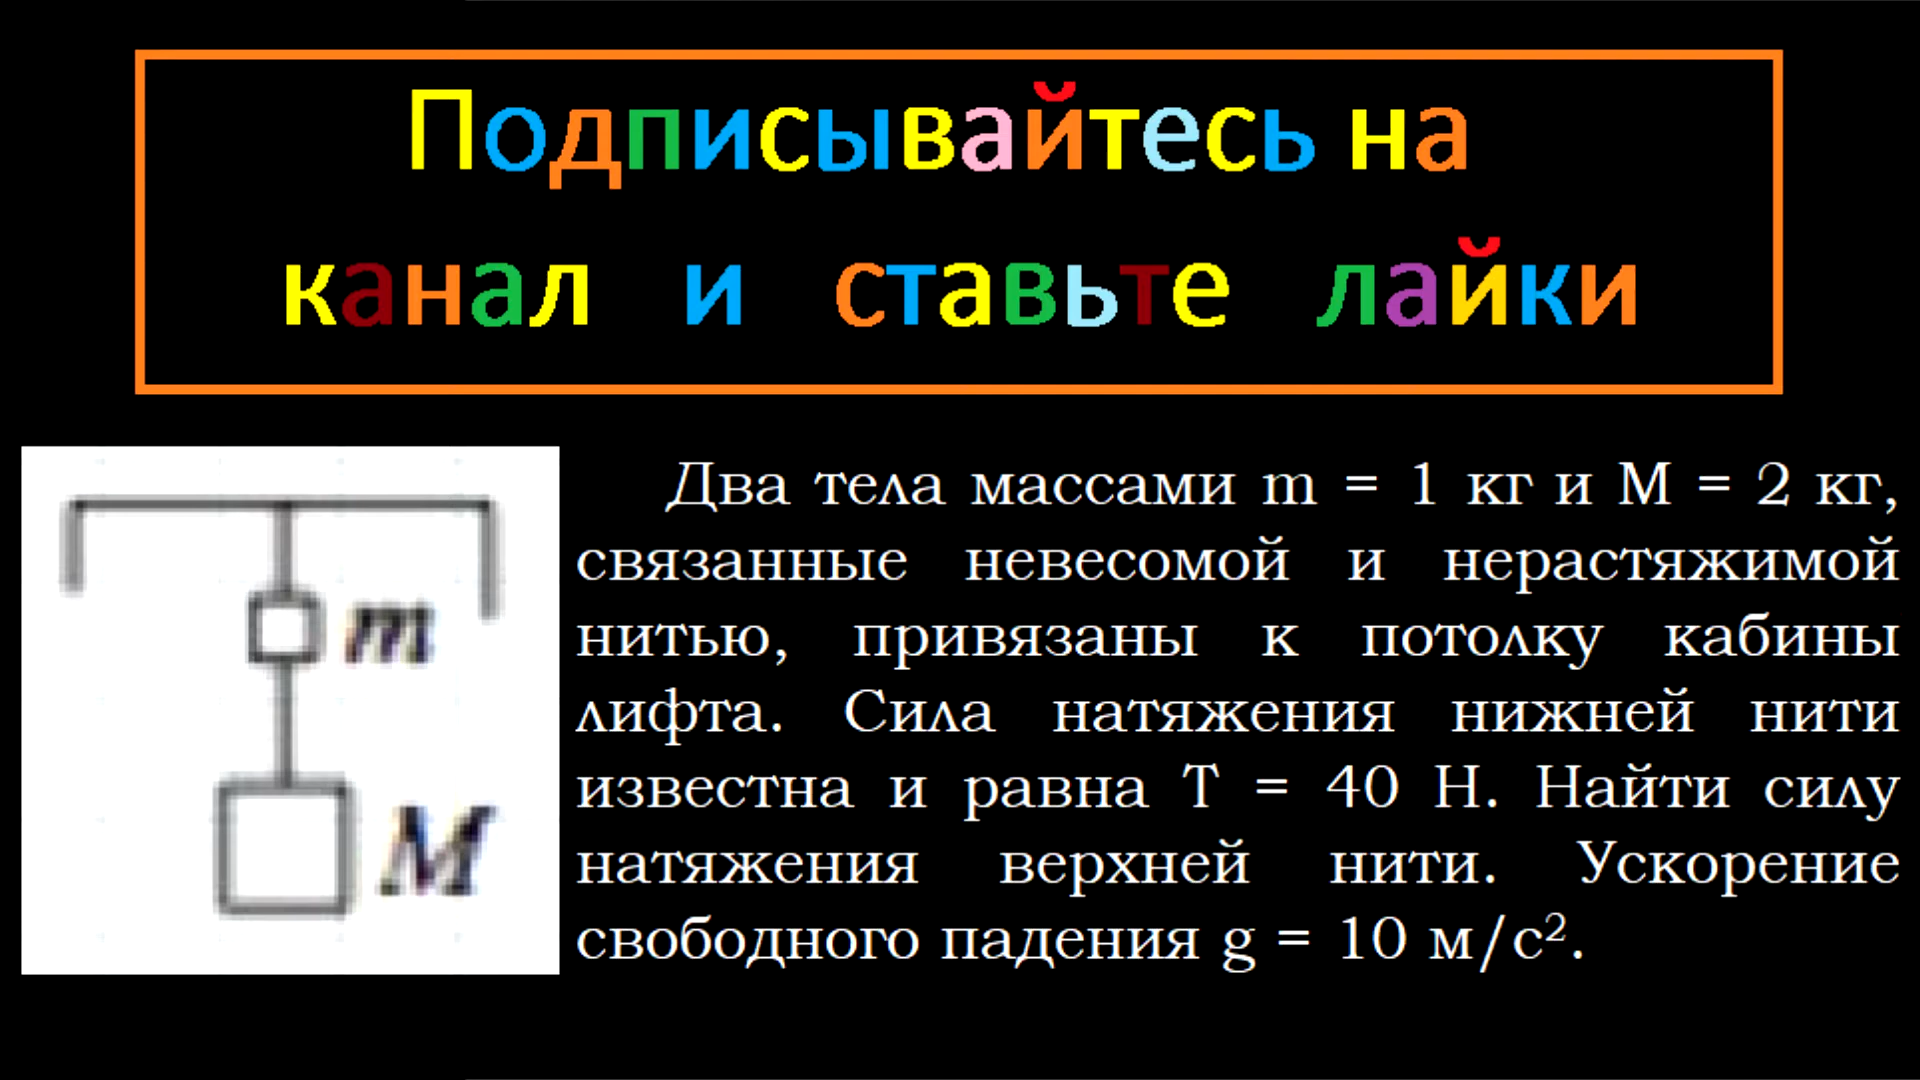 Подписывайтесь на
канал и ставьте лайки
Два тела массами m = 1 кг и M = 2 кг,
связанные невесомой и нерастяжимой
нитью, привязаны к потолку кабины
лифта. Сила натяжения нижней нити
известна и равна T = 40 Н. Найти силу
натяжения верхней нити. Ускорение
свободного падения g = 10 м/с².
m
M